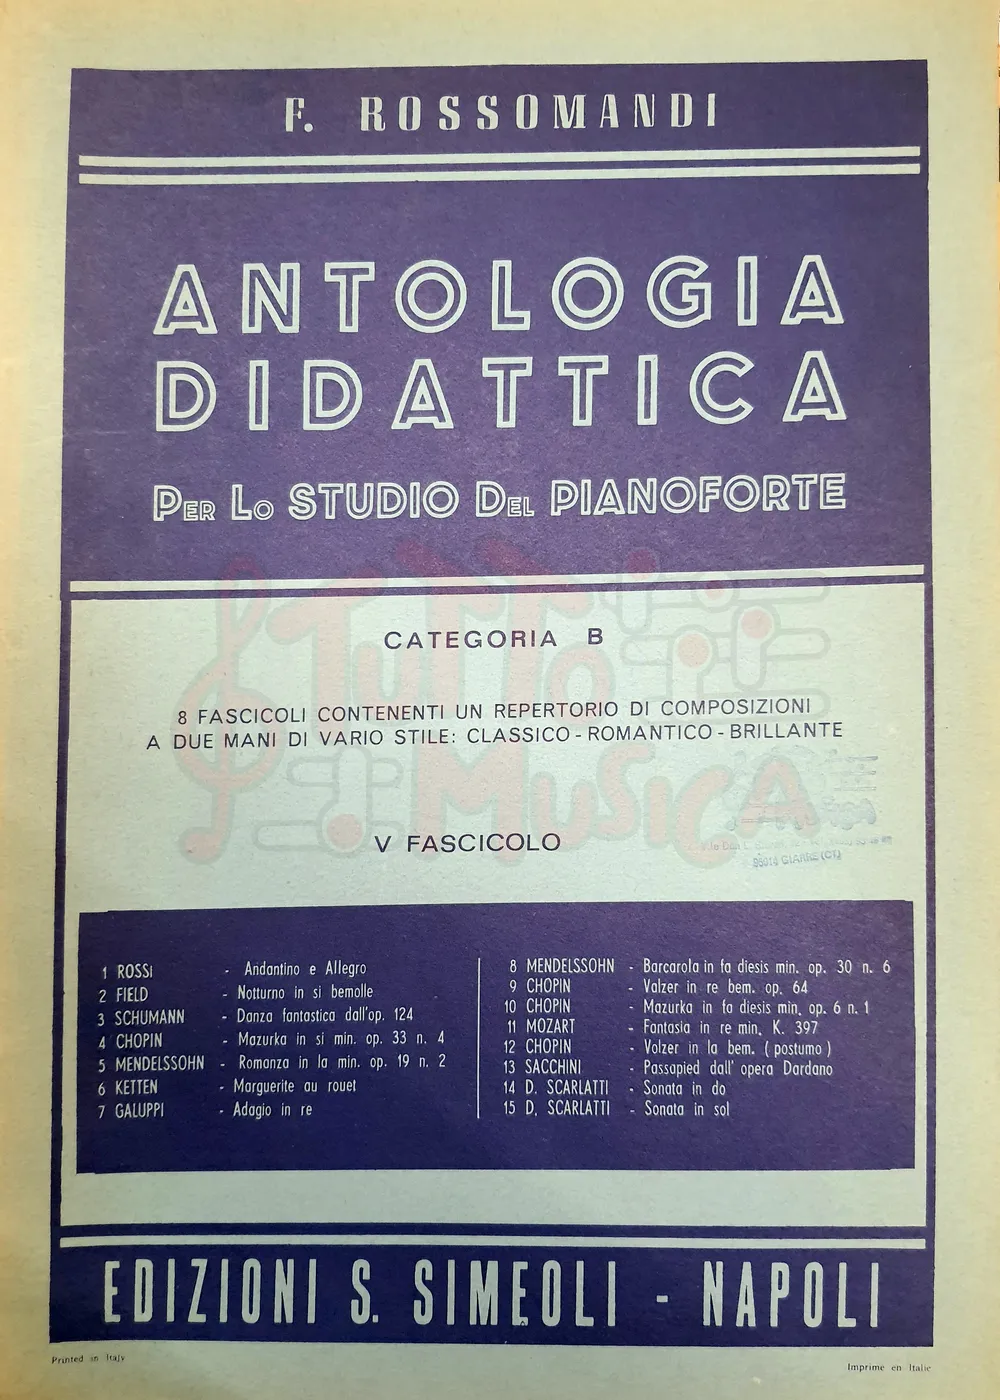 F. ROSSOMANDI
ANTOLOGIA
DIDATTICA
PER LO STUDIO DEL PIANOFORTE
CATEGORIA B
8 FASCICOLI CONTENENTI UN REPERTORIO DI COMPOSIZIONI
A DUE MANI DI VARIO STILE: CLASSICO - ROMANTICO - BRILLANTE
TUTTO
MUSICA
V FASCICOLO
95014 GIARRE (CT)
1 ROSSI - Andantino e Allegro
2 FIELD - Notturno in si bemolle
3 SCHUMANN - Danza fantastica dall'op. 124
4 CHOPIN - Mazurka in si min. op. 33 n. 4
5 MENDELSSOHN - Romanza in la min. op. 19 n. 2
6 KETTEN - Marguerite au rouet
7 GALUPPI - Adagio in re
8 MENDELSSOHN - Barcarola in fa diesis min. op. 30 n. 6
9 CHOPIN - Valzer in re bem. op. 64
10 CHOPIN - Mazurka in fa diesis min. op. 6 n. 1
11 MOZART - Fantasia in re min. K. 397
12 CHOPIN - Volzer in la bem. ( postumo )
13 SACCHINI - Passapied dall' opera Dardano
14 D. SCARLATTI - Sonata in do
15 D. SCARLATTI - Sonata in sol
EDIZIONI S. SIMEOLI - NAPOLI
Printed in Italy
Imprime en Italie